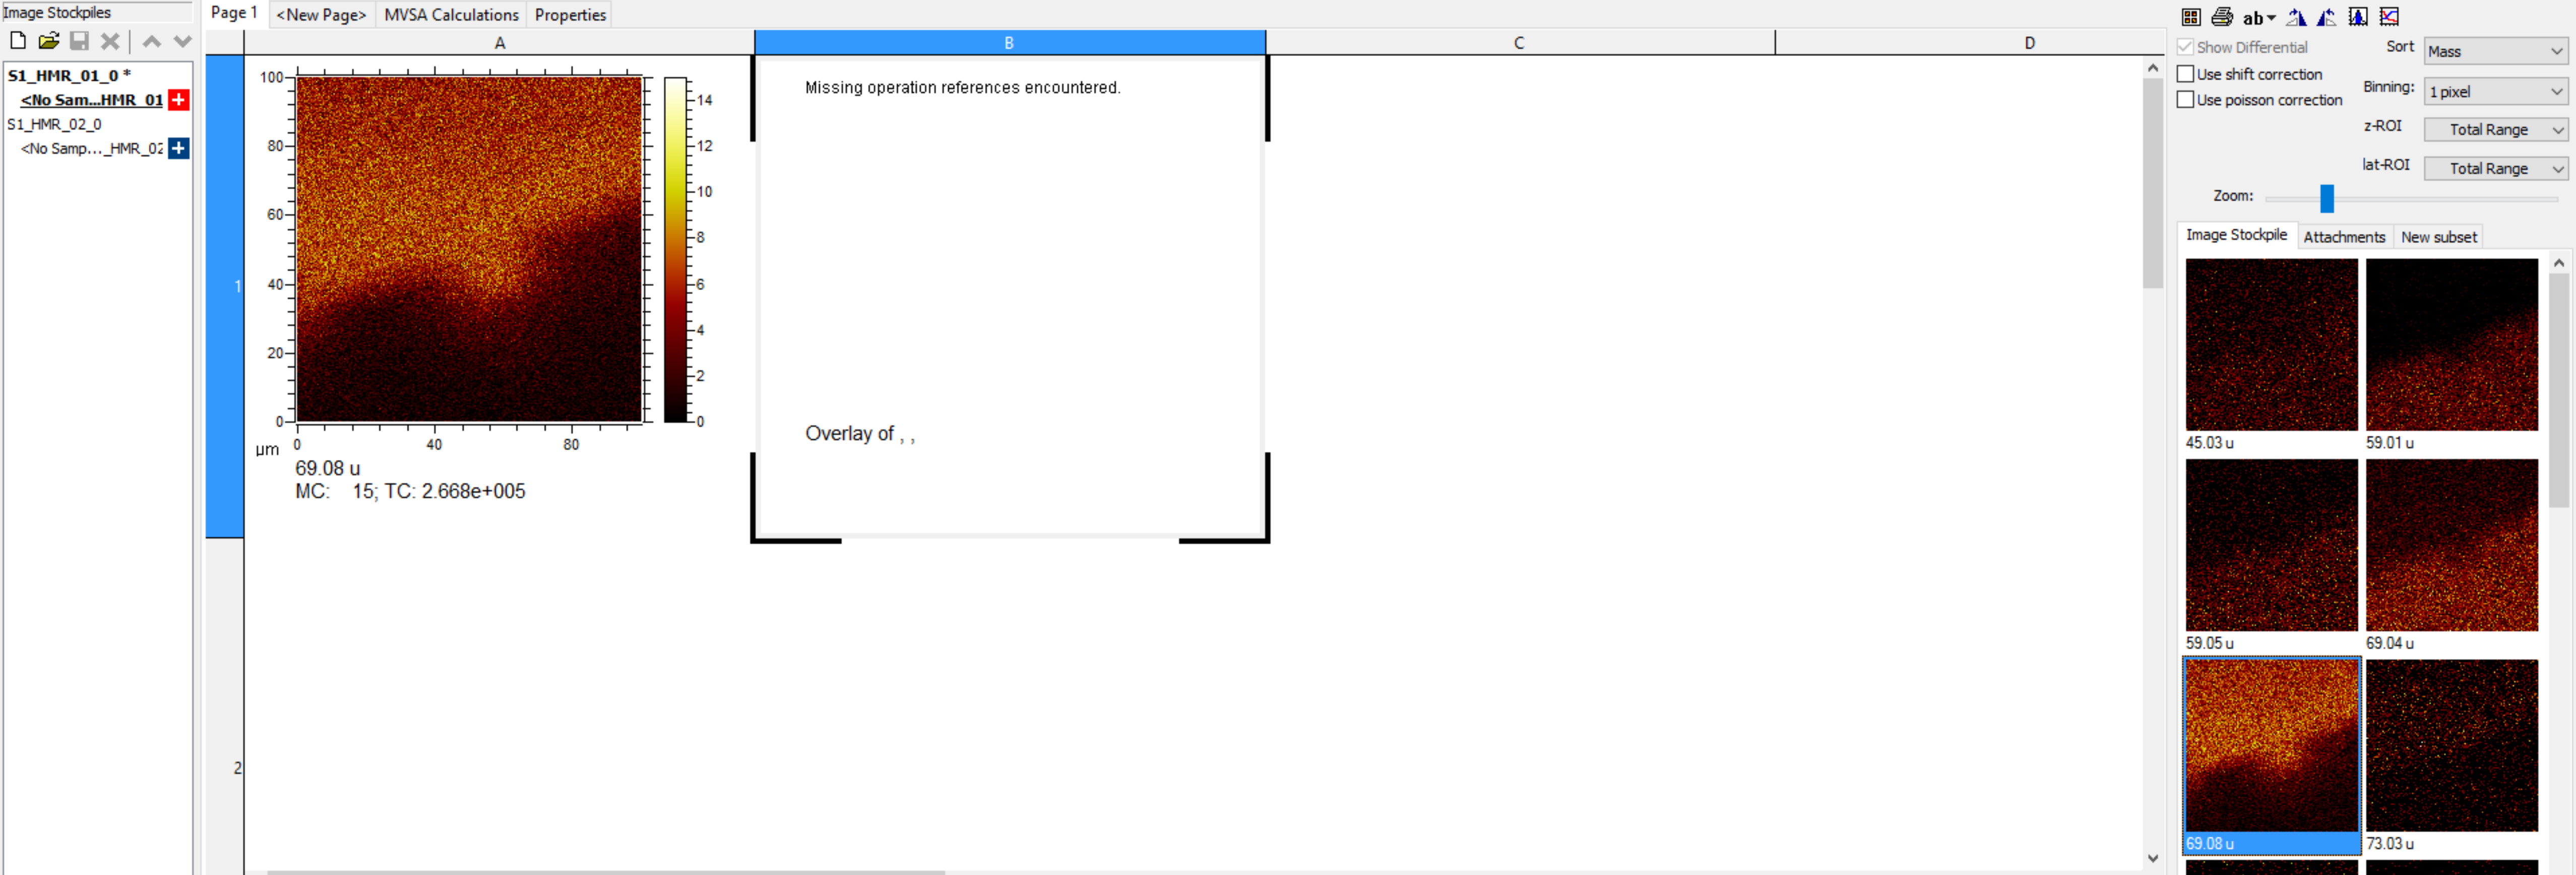 Image Stockpiles
S1_HMR_01_0 *
<No Sam...HMR_01
S1_HMR_02_0
<No Samp..._HMR_02
Page 1 <New Page> MVSA Calculations Properties
A B C D
1
2
100
80
60
40
20
0
µm 0 40 80
14
12
10
8
6
4
2
0
69.08 u
MC: 15; TC: 2.668e+005
Missing operation references encountered.
Overlay of , ,
ab
Show Differential
Use shift correction
Use poisson correction
Sort Mass
Binning: 1 pixel
z-ROI Total Range
lat-ROI Total Range
Zoom:
Image Stockpile Attachments New subset
45.03 u 59.01 u
59.05 u 69.04 u
69.08 u 73.03 u